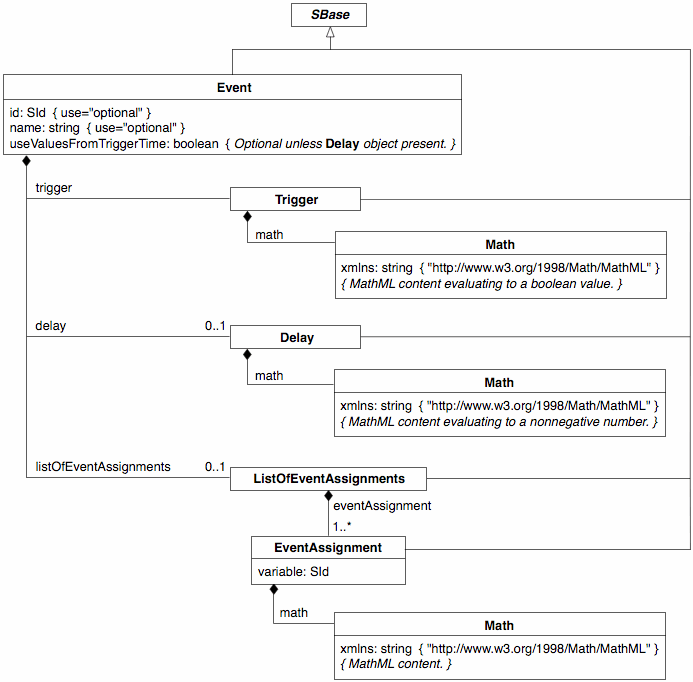 SBase
Event
id: SId { use="optional" }
name: string { use="optional" }
useValuesFromTriggerTime: boolean { Optional unless Delay object present. }
trigger
Trigger
math
Math
xmlns: string { "http://www.w3.org/1998/Math/MathML" }
{ MathML content evaluating to a boolean value. }
delay
0..1
Delay
math
Math
xmlns: string { "http://www.w3.org/1998/Math/MathML" }
{ MathML content evaluating to a nonnegative number. }
listOfEventAssignments
0..1
ListOfEventAssignments
eventAssignment
1..*
EventAssignment
variable: SId
math
Math
xmlns: string { "http://www.w3.org/1998/Math/MathML" }
{ MathML content. }